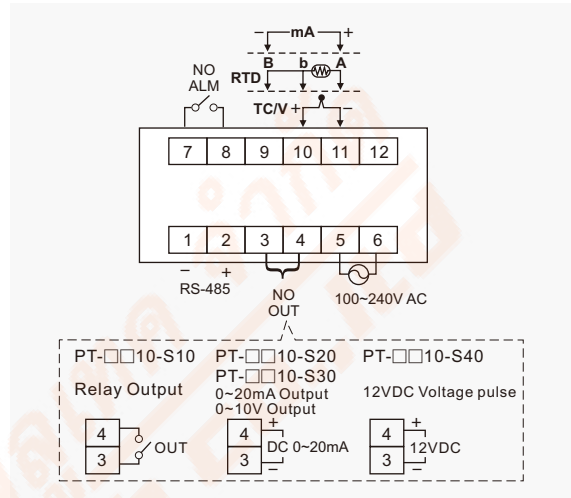 − mA +
B b A
RTD
NO
ALM
TC/V + −
7 8 9 10 11 12
1 2 3 4 5 6
− +
RS-485
NO
OUT
100~240V AC
PT-□□10-S10 PT-□□10-S20 PT-□□10-S40
PT-□□10-S30
Relay Output 0~20mA Output 12VDC Voltage pulse
0~10V Output
4 OUT 3
4 + DC 0~20mA 3 −
4 + 12VDC 3 −